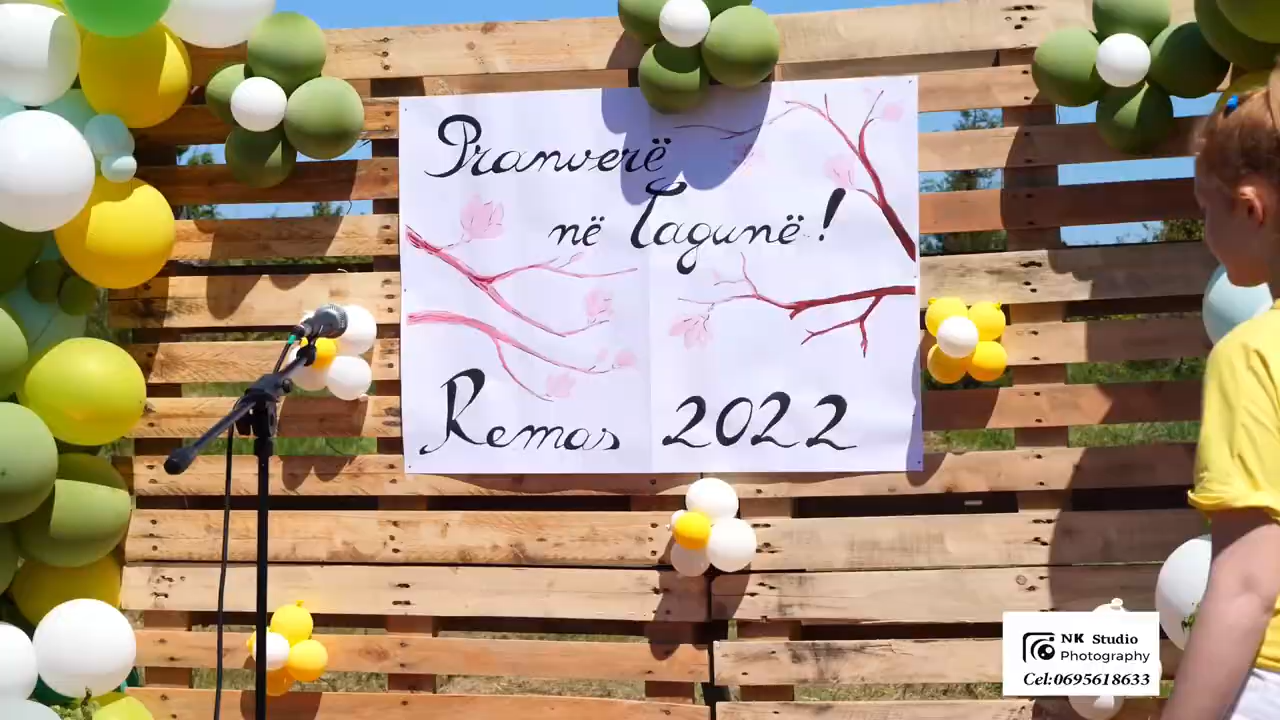 Pranverë
në Lagunë!
Remas 2022
NK Studio
Photography
Cel:0695618633